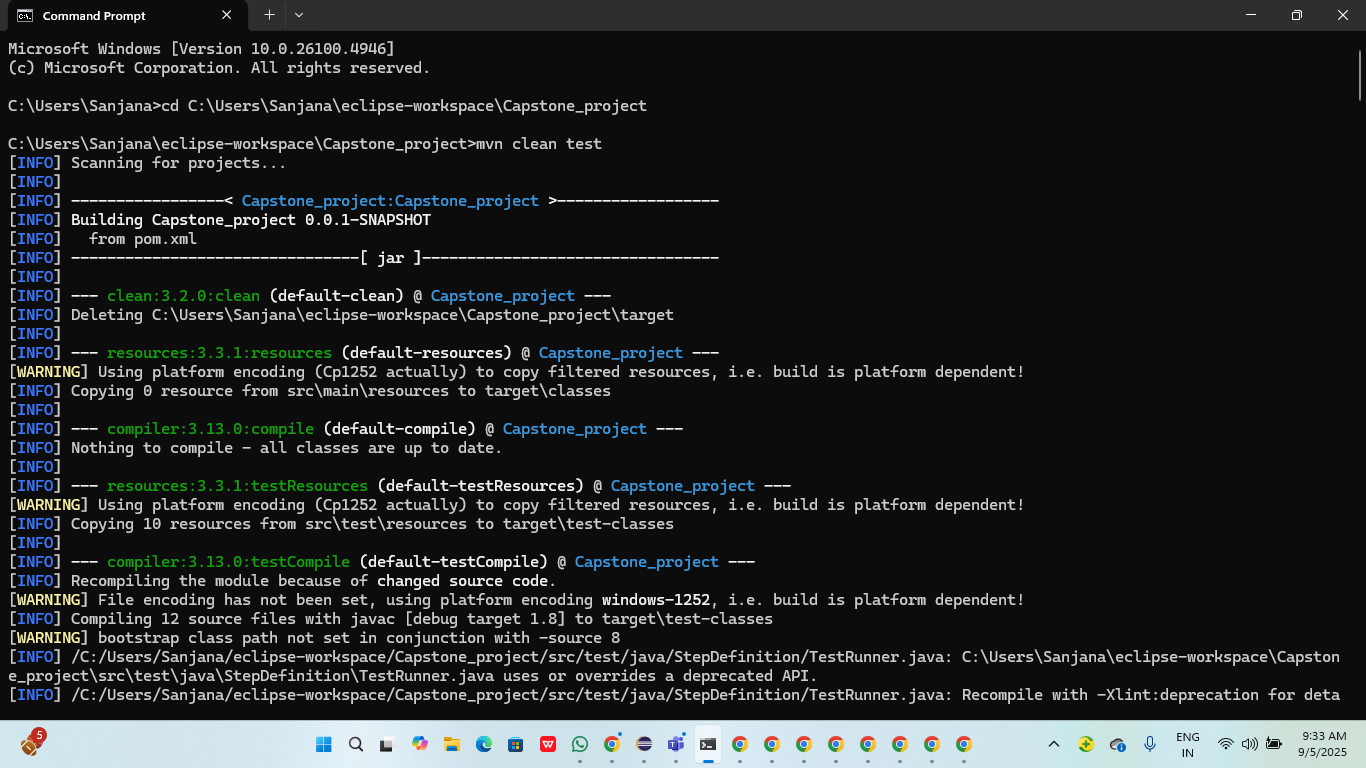 Command Prompt
Microsoft Windows [Version 10.0.26100.4946]
(c) Microsoft Corporation. All rights reserved.
C:\Users\Sanjana>cd C:\Users\Sanjana\eclipse-workspace\Capstone_project
C:\Users\Sanjana\eclipse-workspace\Capstone_project>mvn clean test
[INFO] Scanning for projects...
[INFO]
[INFO] -----------------< Capstone_project:Capstone_project >------------------
[INFO] Building Capstone_project 0.0.1-SNAPSHOT
[INFO]   from pom.xml
[INFO] --------------------------------[ jar ]---------------------------------
[INFO]
[INFO] --- clean:3.2.0:clean (default-clean) @ Capstone_project ---
[INFO] Deleting C:\Users\Sanjana\eclipse-workspace\Capstone_project\target
[INFO]
[INFO] --- resources:3.3.1:resources (default-resources) @ Capstone_project ---
[WARNING] Using platform encoding (Cp1252 actually) to copy filtered resources, i.e. build is platform dependent!
[INFO] Copying 0 resource from src\main\resources to target\classes
[INFO]
[INFO] --- compiler:3.13.0:compile (default-compile) @ Capstone_project ---
[INFO] Nothing to compile - all classes are up to date.
[INFO]
[INFO] --- resources:3.3.1:testResources (default-testResources) @ Capstone_project ---
[WARNING] Using platform encoding (Cp1252 actually) to copy filtered resources, i.e. build is platform dependent!
[INFO] Copying 10 resources from src\test\resources to target\test-classes
[INFO]
[INFO] --- compiler:3.13.0:testCompile (default-testCompile) @ Capstone_project ---
[INFO] Recompiling the module because of changed source code.
[WARNING] File encoding has not been set, using platform encoding windows-1252, i.e. build is platform dependent!
[INFO] Compiling 12 source files with javac [debug target 1.8] to target\test-classes
[WARNING] bootstrap class path not set in conjunction with -source 8
[INFO] /C:/Users/Sanjana/eclipse-workspace/Capstone_project/src/test/java/StepDefinition/TestRunner.java: C:\Users\Sanjana\eclipse-workspace\Capston
e_project\src\test\java\StepDefinition\TestRunner.java uses or overrides a deprecated API.
[INFO] /C:/Users/Sanjana/eclipse-workspace/Capstone_project/src/test/java/StepDefinition/TestRunner.java: Recompile with -Xlint:deprecation for deta
5
W
ENG
IN
9:33 AM
9/5/2025